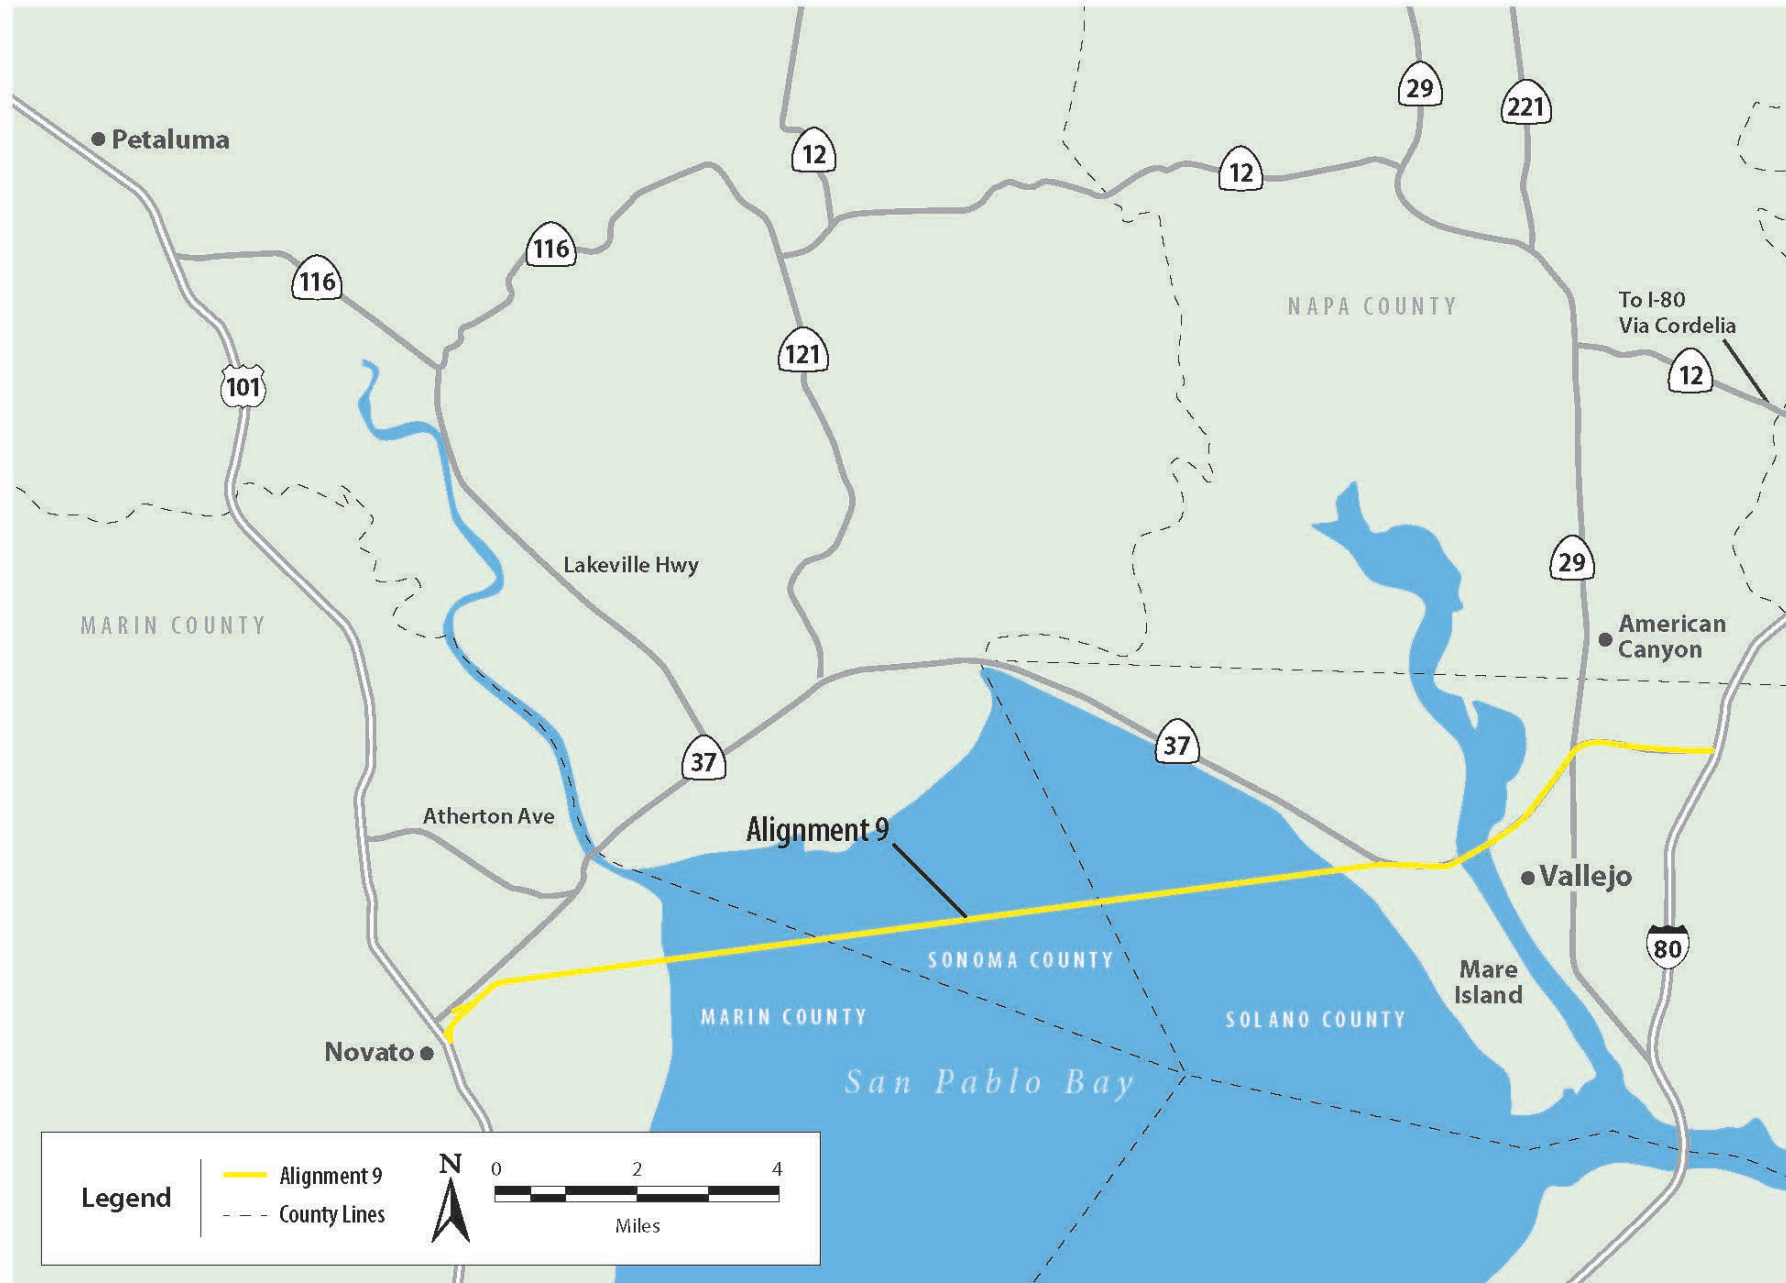 29
221
Petaluma
12
12
116
116
NAPA COUNTY
To I-80
Via Cordelia
121
12
101
Lakeville Hwy
29
MARIN COUNTY
American
Canyon
37
37
Atherton Ave
Alignment 9
Vallejo
80
SONOMA COUNTY
Mare
Island
MARIN COUNTY
SOLANO COUNTY
Novato
San Pablo Bay
Legend
Alignment 9
County Lines
N
0 2 4
Miles